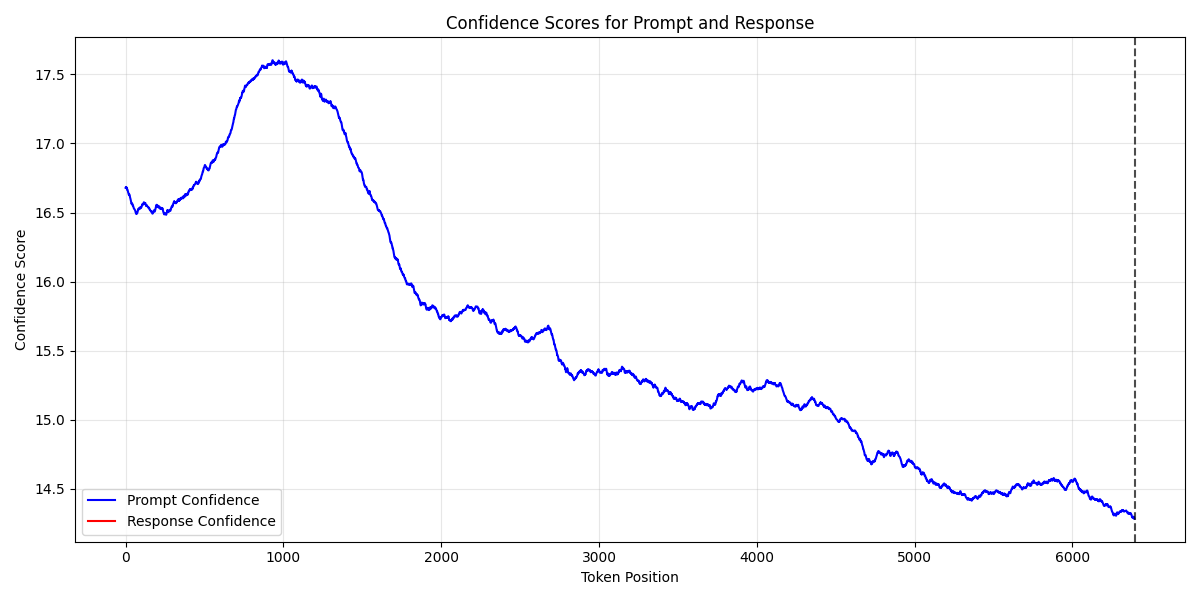 Confidence Scores for Prompt and Response
17.5
17.0
16.5
16.0
15.5
15.0
14.5
Confidence Score
Prompt Confidence
Response Confidence
0 1000 2000 3000 4000 5000 6000
Token Position